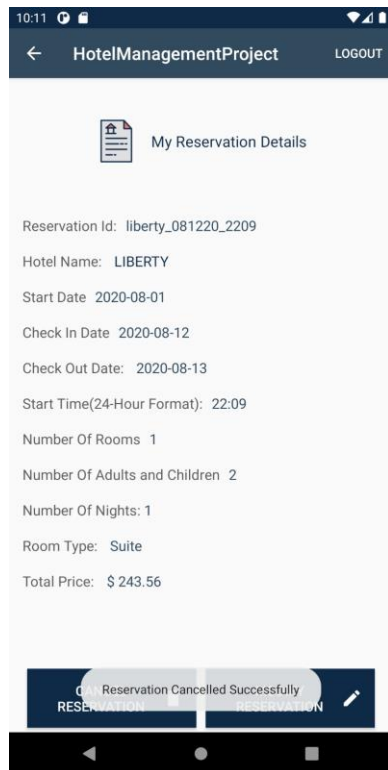 10:11
HotelManagementProject
LOGOUT
My Reservation Details
Reservation Id: liberty_081220_2209
Hotel Name: LIBERTY
Start Date 2020-08-01
Check In Date 2020-08-12
Check Out Date: 2020-08-13
Start Time(24-Hour Format): 22:09
Number Of Rooms 1
Number Of Adults and Children 2
Number Of Nights: 1
Room Type: Suite
Total Price: $ 243.56
Reservation Cancelled Successfully
RESERVATION
RESERVATION